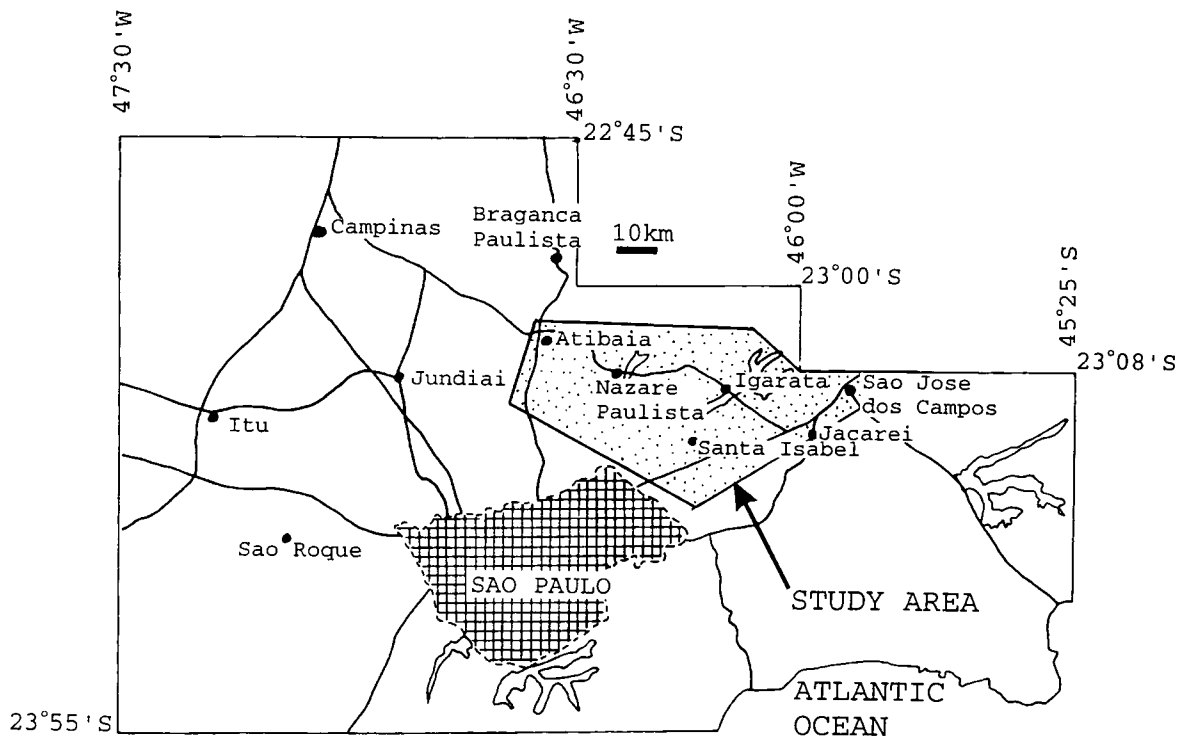 47°30'W
46°30'W
22°45'S
Campinas
Braganca
Paulista
10km
46°00'W
23°00'S
45°25'S
23°08'S
Atibaia
Jundiai
Nazare
Paulista
Igarata
Sao Jose
dos Campos
Itu
Santa Isabel
Jacarei
Sao Roque
SAO PAULO
STUDY AREA
ATLANTIC
OCEAN
23°55'S